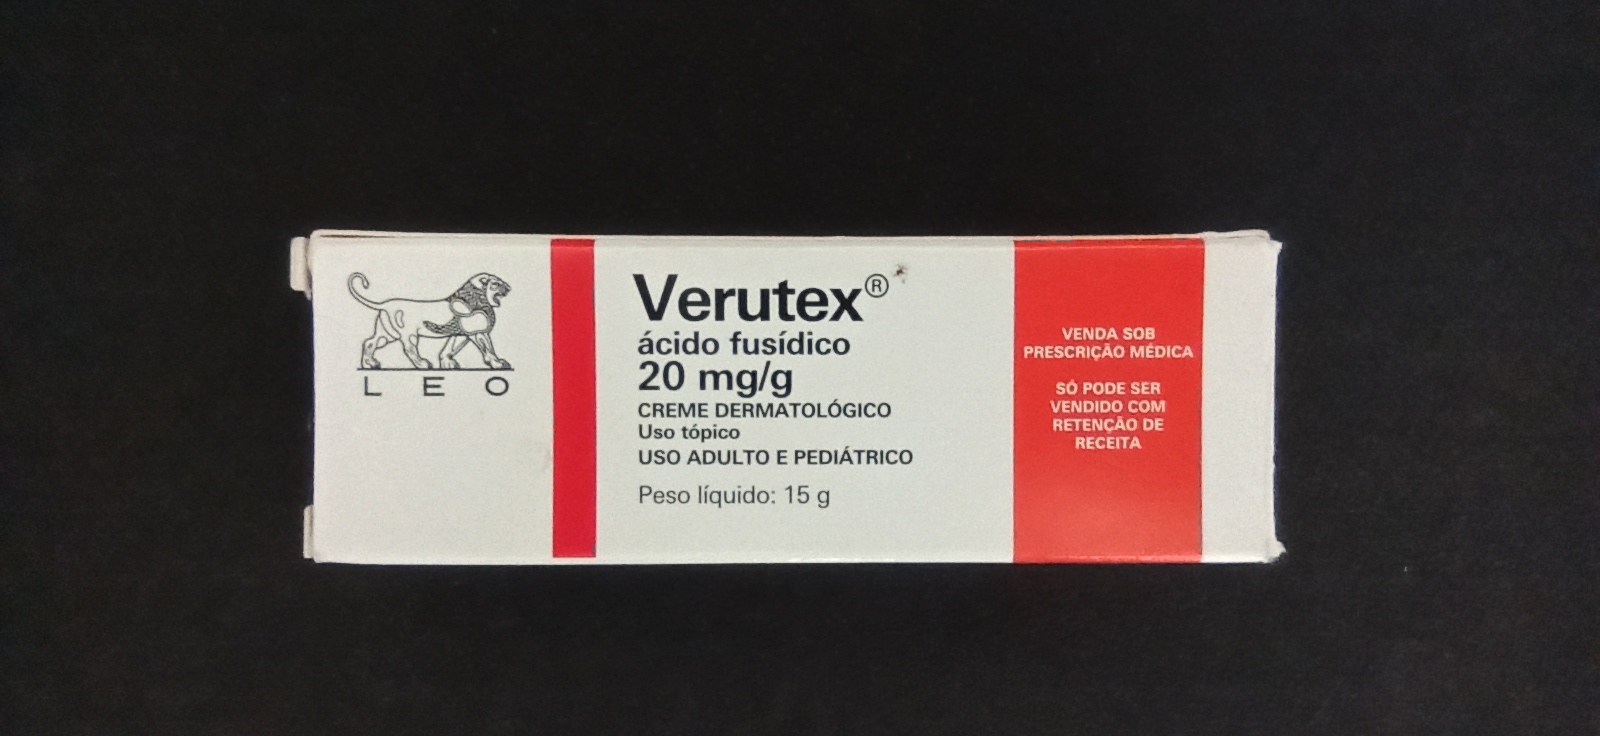 LEO
Verutex®
ácido fusídico
20 mg/g
CREME DERMATOLÓGICO
Uso tópico
USO ADULTO E PEDIÁTRICO
Peso líquido: 15 g
VENDA SOB
PRESCRIÇÃO MÉDICA
SÓ PODE SER
VENDIDO COM
RETENÇÃO DE
RECEITA